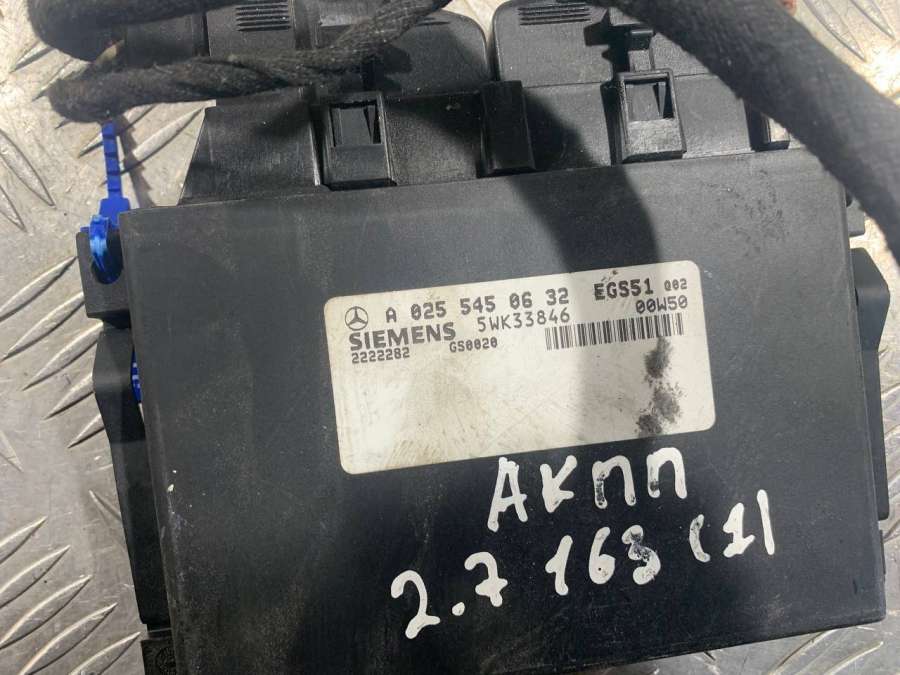 A 025 545 06 32 EGS51 Q02
SIEMENS 5WK33846 00W50
2222282 GS0020
АКПП
2.7 163 (1)